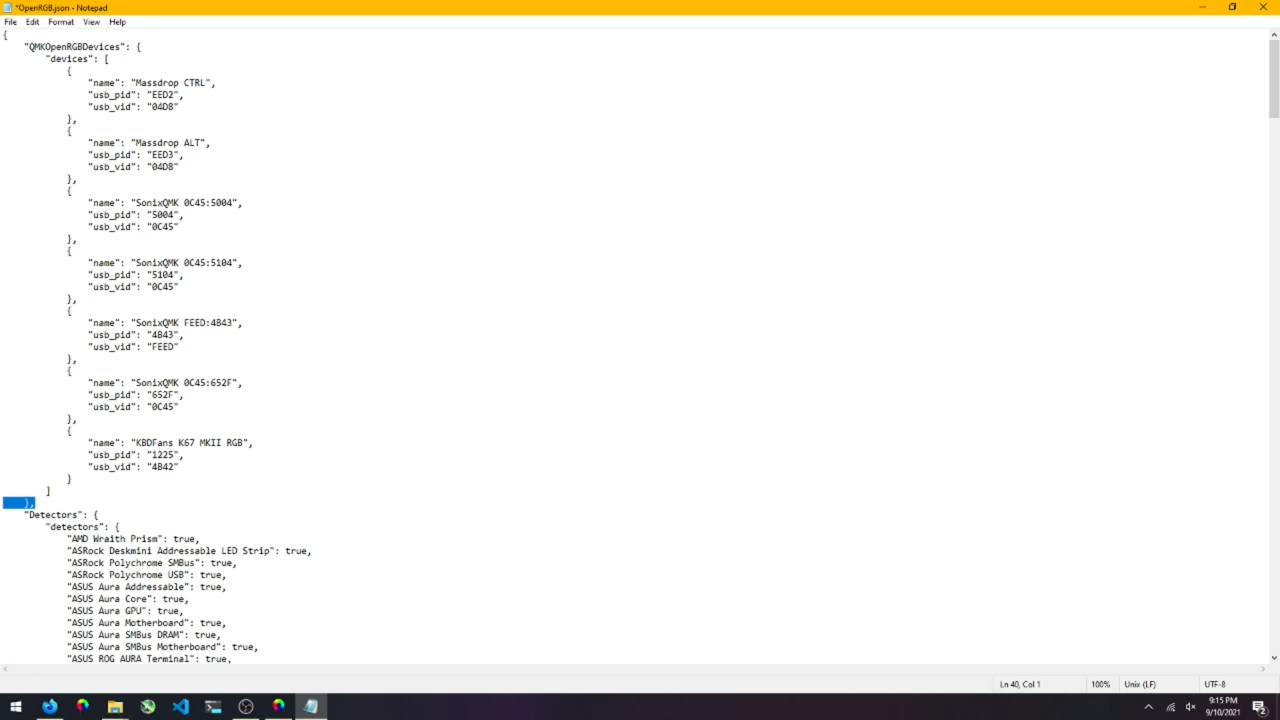 *OpenRGB.json - Notepad
File Edit Format View Help
{
"QMKOpenRGBDevices": {
"devices": [
{
"name": "Massdrop CTRL",
"usb_pid": "EED2",
"usb_vid": "04D8"
},
{
"name": "Massdrop ALT",
"usb_pid": "EED3",
"usb_vid": "04D8"
},
{
"name": "SonixQMK 0C45:5004",
"usb_pid": "5004",
"usb_vid": "0C45"
},
{
"name": "SonixQMK 0C45:5104",
"usb_pid": "5104",
"usb_vid": "0C45"
},
{
"name": "SonixQMK FEED:4B43",
"usb_pid": "4B43",
"usb_vid": "FEED"
},
{
"name": "SonixQMK 0C45:652F",
"usb_pid": "652F",
"usb_vid": "0C45"
},
{
"name": "KBDFans K67 MKII RGB",
"usb_pid": "1225",
"usb_vid": "4B42"
}
]
},
"Detectors": {
"detectors": {
"AMD Wraith Prism": true,
"ASRock Deskmini Addressable LED Strip": true,
"ASRock Polychrome SMBus": true,
"ASRock Polychrome USB": true,
"ASUS Aura Addressable": true,
"ASUS Aura Core": true,
"ASUS Aura GPU": true,
"ASUS Aura Motherboard": true,
"ASUS Aura SMBus DRAM": true,
"ASUS Aura SMBus Motherboard": true,
"ASUS ROG AURA Terminal": true,
Ln 40, Col 1 100% Unix (LF) UTF-8
9:15 PM
9/10/2021
2